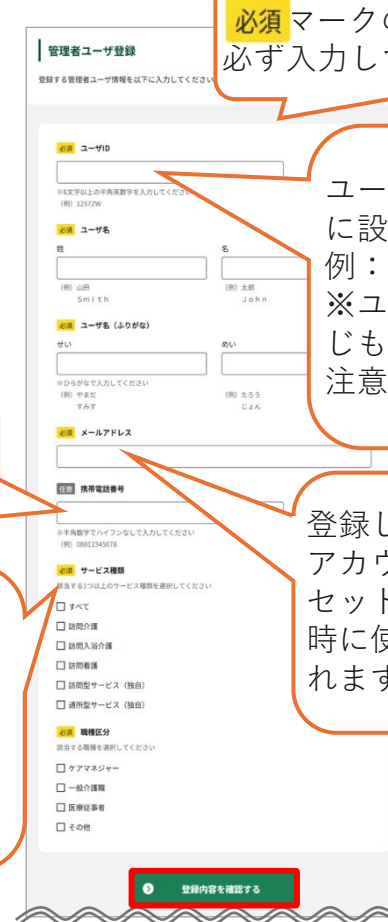 必須マークの
必ず入力して
管理者ユーザ登録
登録する管理者ユーザ情報を以下に入力してください
必須 ユーザID
※6文字以上の半角英数字を入力してください
(例) 12572W
必須 ユーザ名
姓 名
(例) 山田 (例) 太郎
Smith John
必須 ユーザ名（ふりがな）
せい めい
※ひらがなで入力してください
(例) やまだ (例) たろう
すみす じょん
必須 メールアドレス
任意 携帯電話番号
※半角数字でハイフンなしで入力してください
(例) 08012345678
必須 サービス種類
該当する1つ以上のサービス種類を選択してください
すべて
訪問介護
訪問入浴介護
訪問看護
訪問型サービス（独自）
通所型サービス（独自）
必須 職種区分
該当する職種を選択してください
ケアマネジャー
一般介護職
医療従事者
その他
登録内容を確認する
ユー
に設
例：
※ユ
じも
注意
登録し
アカウ
セット
時に使
れます